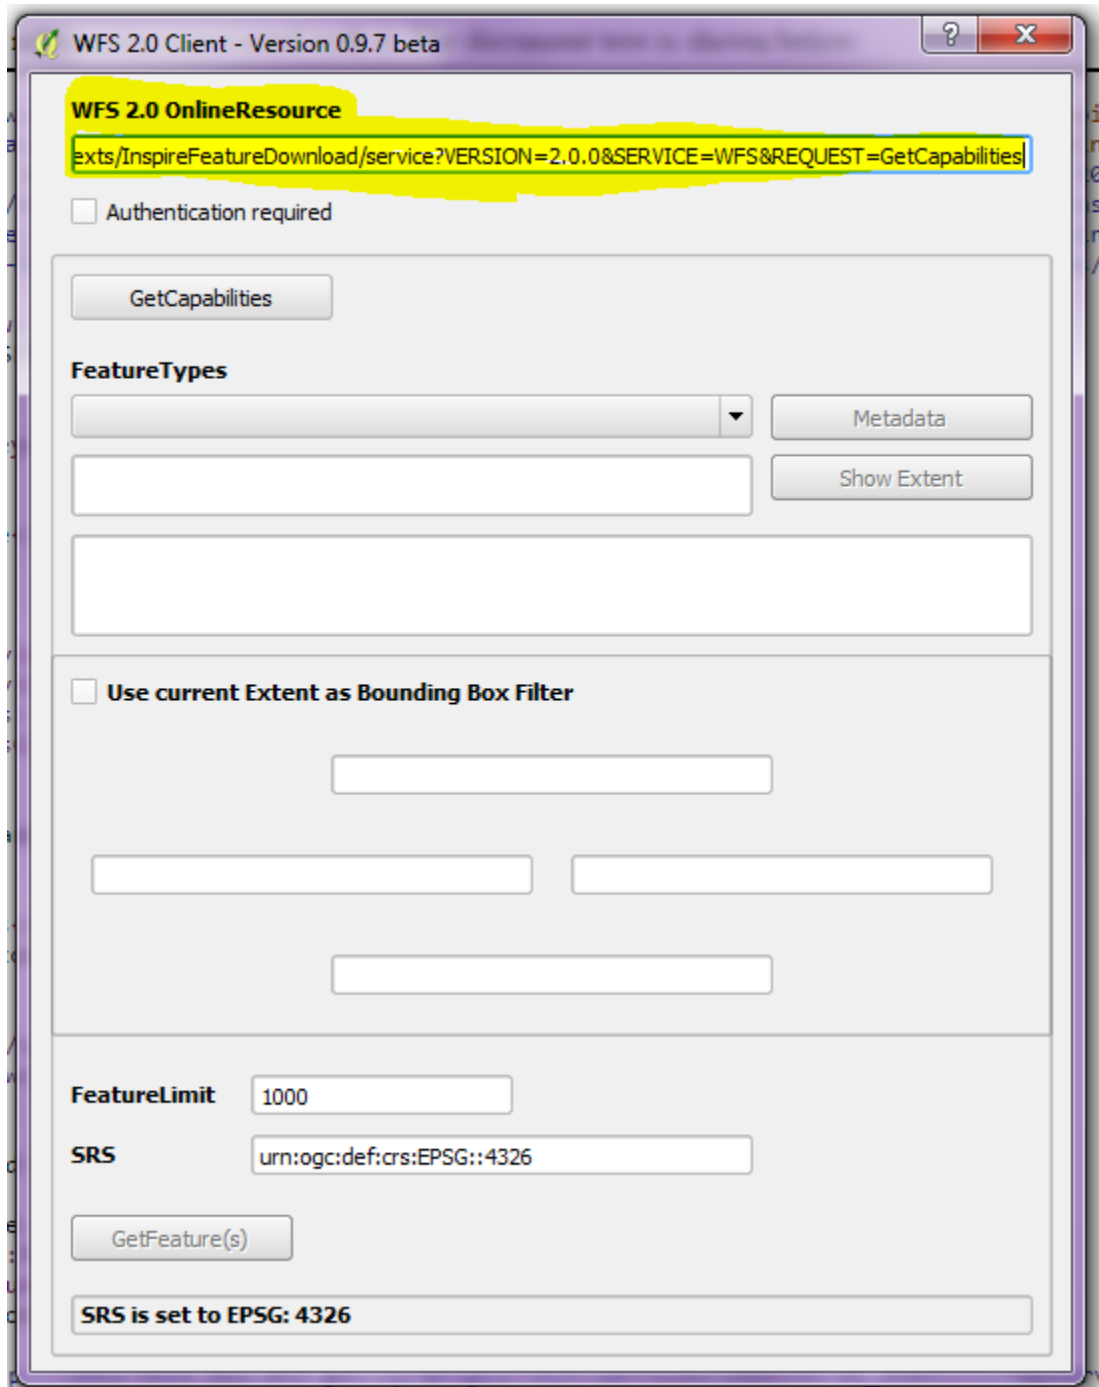 WFS 2.0 Client - Version 0.9.7 beta
WFS 2.0 OnlineResource
exts/InspireFeatureDownload/service?VERSION=2.0.0&SERVICE=WFS&REQUEST=GetCapabilities
Authentication required
GetCapabilities
FeatureTypes
Metadata
Show Extent
Use current Extent as Bounding Box Filter
FeatureLimit 1000
SRS urn:ogc:def:crs:EPSG::4326
GetFeature(s)
SRS is set to EPSG: 4326